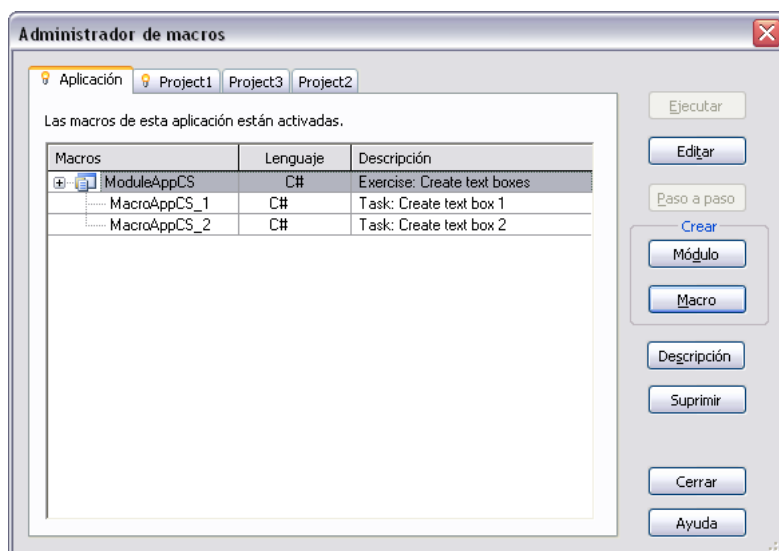 Administrador de macros
Aplicación Project1 Project3 Project2
Las macros de esta aplicación están activadas.
Macros Lenguaje Descripción
ModuleAppCS C# Exercise: Create text boxes
MacroAppCS_1 C# Task: Create text box 1
MacroAppCS_2 C# Task: Create text box 2
Ejecutar
Editar
Paso a paso
Crear
Módulo
Macro
Descripción
Suprimir
Cerrar
Ayuda